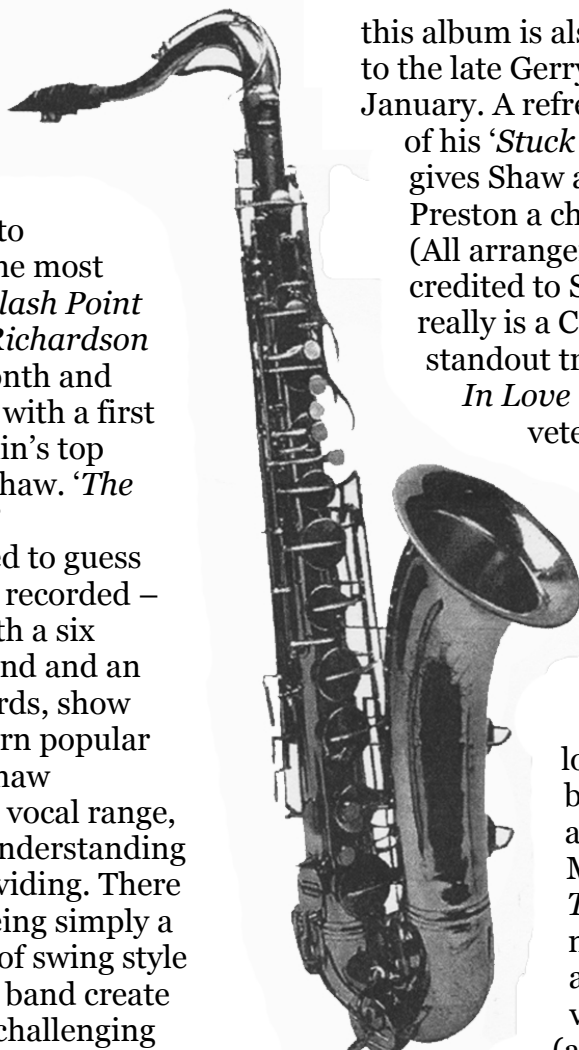 to
he most
lash Point
Richardson
onth and
with a first
in's top
haw. ‘The
ed to guess
recorded –
th a six
nd and an
rds, show
rn popular
haw
vocal range,
nderstanding
viding. There
eing simply a
of swing style
band create
challenging
this album is als
to the late Gerry
January. A refre
of his ‘Stuck
gives Shaw a
Preston a ch
(All arrange
credited to S
really is a C
standout tr
In Love
vete
lo
b
a
M
T
n
a
v
(a